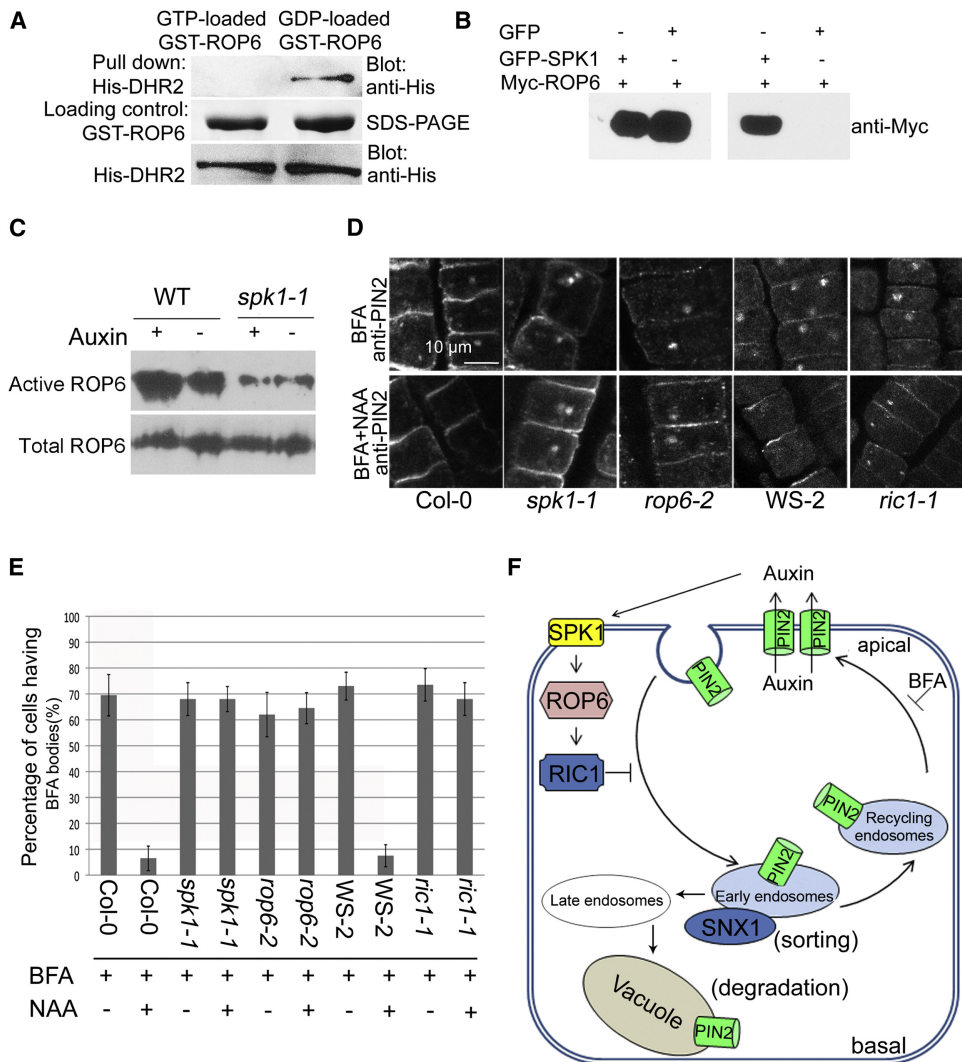 A
GTP-loaded GDP-loaded
GST-ROP6 GST-ROP6
Pull down:
His-DHR2
Blot:
anti-His
Loading control:
GST-ROP6
SDS-PAGE
His-DHR2
Blot:
anti-His
B
GFP - + - +
GFP-SPK1 + - + -
Myc-ROP6 + + + +
anti-Myc
C
WT spk1-1
Auxin + - + -
Active ROP6
Total ROP6
D
BFA
anti-PIN2
10 µm
BFA+NAA
anti-PIN2
Col-0 spk1-1 rop6-2 WS-2 ric1-1
E
Percentage of cells having
BFA bodies(%)
100
90
80
70
60
50
40
30
20
10
0
Col-0 Col-0 spk1-1 spk1-1 rop6-2 rop6-2 WS-2 WS-2 ric1-1 ric1-1
BFA + + + + + + + + + +
NAA - + - + - + - + - +
F
Auxin
SPK1
PIN2
PIN2
apical
PIN2
Auxin
BFA
ROP6
RIC1
PIN2
Recycling
endosomes
PIN2
Early endosomes
Late endosomes
SNX1
(sorting)
Vacuole
(degradation)
PIN2
basal